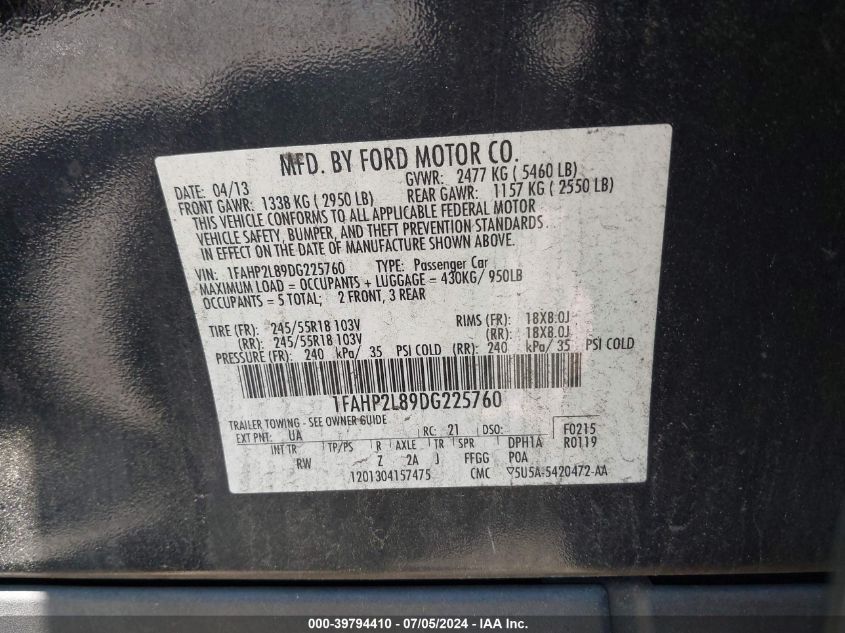 MFD. BY FORD MOTOR CO.
DATE: 04/13 GVWR: 2477 KG ( 5460 LB)
FRONT GAWR: 1338 KG ( 2950 LB) REAR GAWR: 1157 KG ( 2550 LB)
THIS VEHICLE CONFORMS TO ALL APPLICABLE FEDERAL MOTOR
VEHICLE SAFETY, BUMPER, AND THEFT PREVENTION STANDARDS
IN EFFECT ON THE DATE OF MANUFACTURE SHOWN ABOVE.
VIN: 1FAHP2L89DG225760 TYPE: Passenger Car
MAXIMUM LOAD = OCCUPANTS + LUGGAGE = 430KG/ 950LB
OCCUPANTS = 5 TOTAL; 2 FRONT, 3 REAR
TIRE (FR): 245/55R18 103V RIMS (FR): 18X8.0J
(RR): 245/55R18 103V (RR): 18X8.0J
PRESSURE (FR): 240 kPa/ 35 PSI COLD (RR): 240 kPa/ 35 PSI COLD
1FAHP2L89DG225760
TRAILER TOWING - SEE OWNER GUIDE
EXT PNT: UA RC: 21 DSO: F0215
INT TR TP/PS R AXLE TR SPR DPH1A R0119
RW Z 2A J FFGG POA
1201304157475 CMC ▽5U5A-5420472-AA
000-39794410 / 07/05/2024 - IAA Inc.